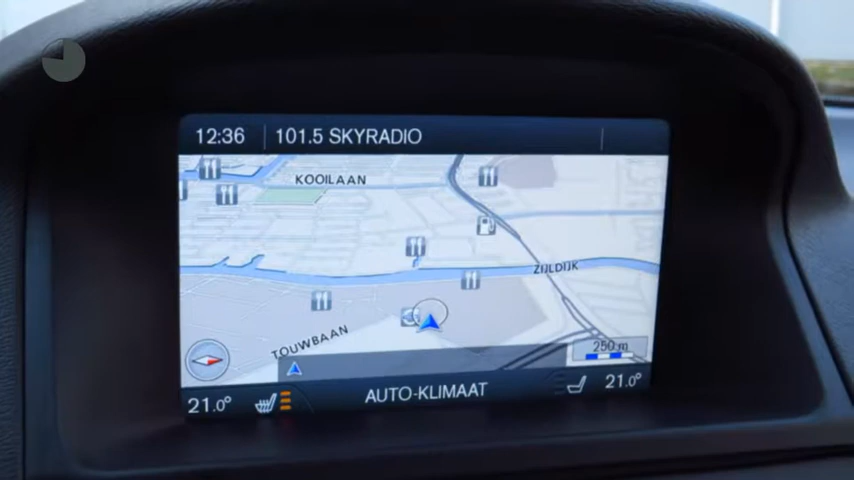 12:36
101.5 SKYRADIO
KOOILAAN
ZIJLDIJK
TOUWBAAN
250 m
21.0°
AUTO-KLIMAAT
21.0°